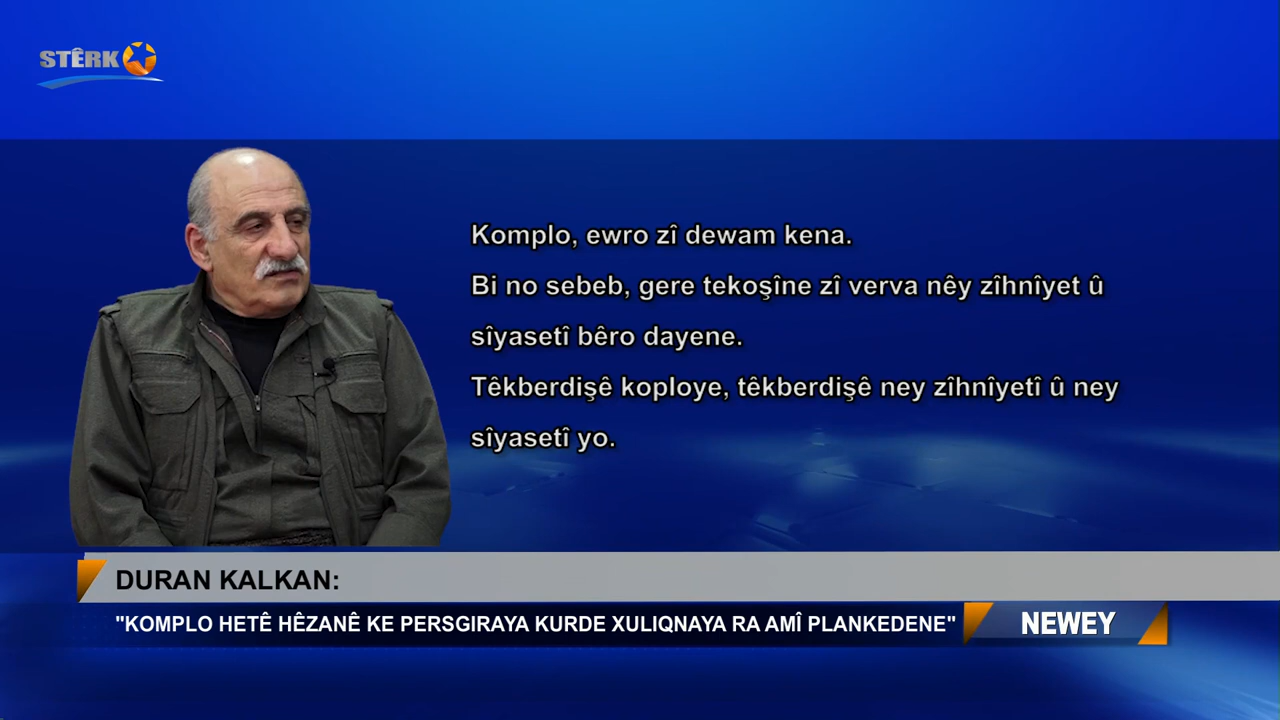 STÊRK
Komplo, ewro zî dewam kena.
Bi no sebeb, gere tekoşîne zî verva nêy zîhnîyet û
sîyasetî bêro dayene.
Têkberdişê koploye, têkberdişê ney zîhnîyetî û ney
sîyasetî yo.
DURAN KALKAN:
"KOMPLO HETÊ HÊZANÊ KE PERSGIRAYA KURDE XULIQNAYA RA AMÎ PLANKEDENE"
NEWEY